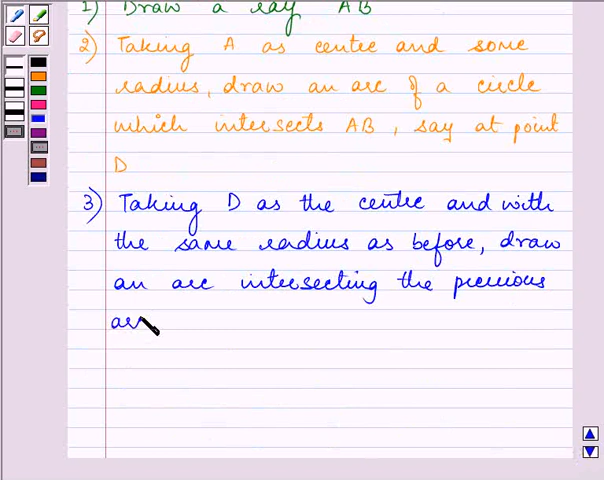 1) Draw a ray AB
2) Taking A as centre and some
radius, draw an arc of a circle
which intersects AB, say at point
D
3) Taking D as the centre and with
the same radius as before, draw
an arc intersecting the previous
arc